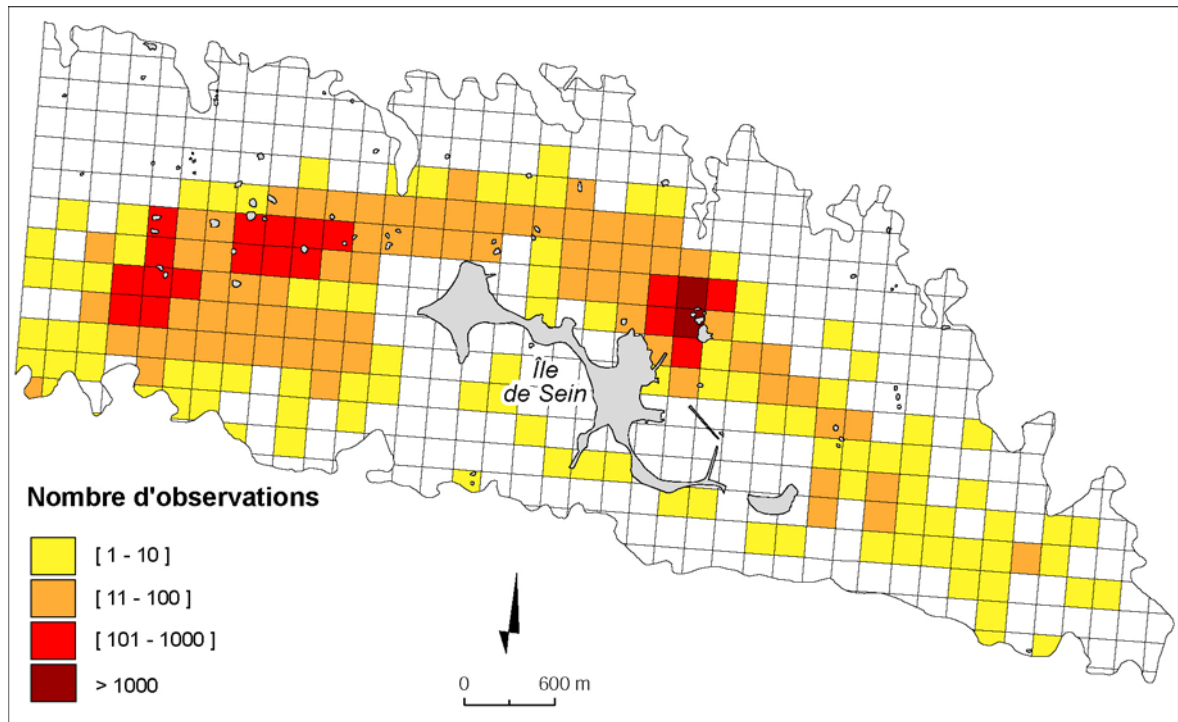 Île
de Sein
Nombre d'observations
[ 1 - 10 ]
[ 11 - 100 ]
[ 101 - 1000 ]
> 1000
0 600 m